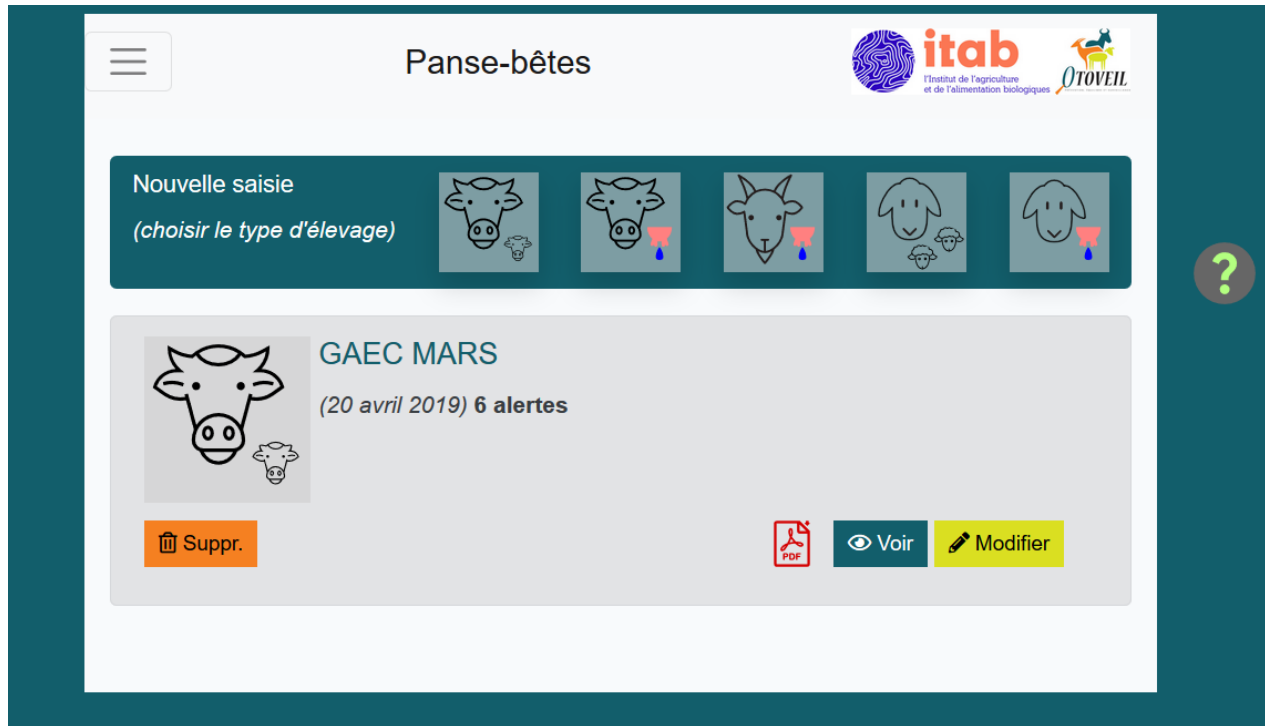 Panse-bêtes
itab
l'Institut de l'agriculture
et de l'alimentation biologiques
OTOVEIL
Nouvelle saisie
(choisir le type d'élevage)
?
GAEC MARS
(20 avril 2019) 6 alertes
Suppr.
PDF
Voir
Modifier